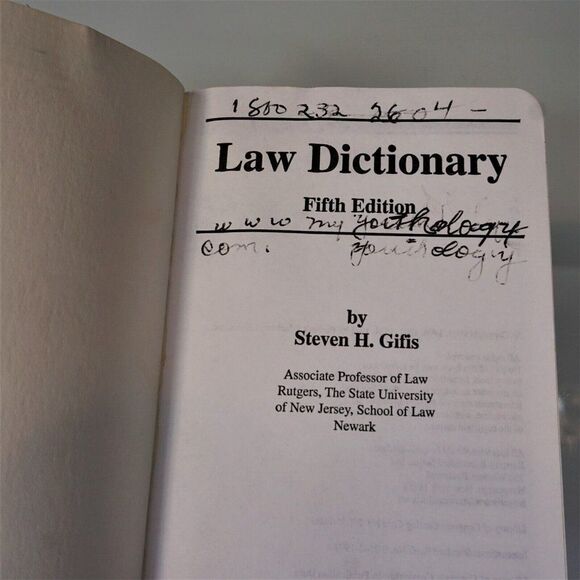 1 800 232 2604 -
Law Dictionary
Fifth Edition
www my youthology
com. youthology
by
Steven H. Gifis
Associate Professor of Law
Rutgers, The State University
of New Jersey, School of Law
Newark